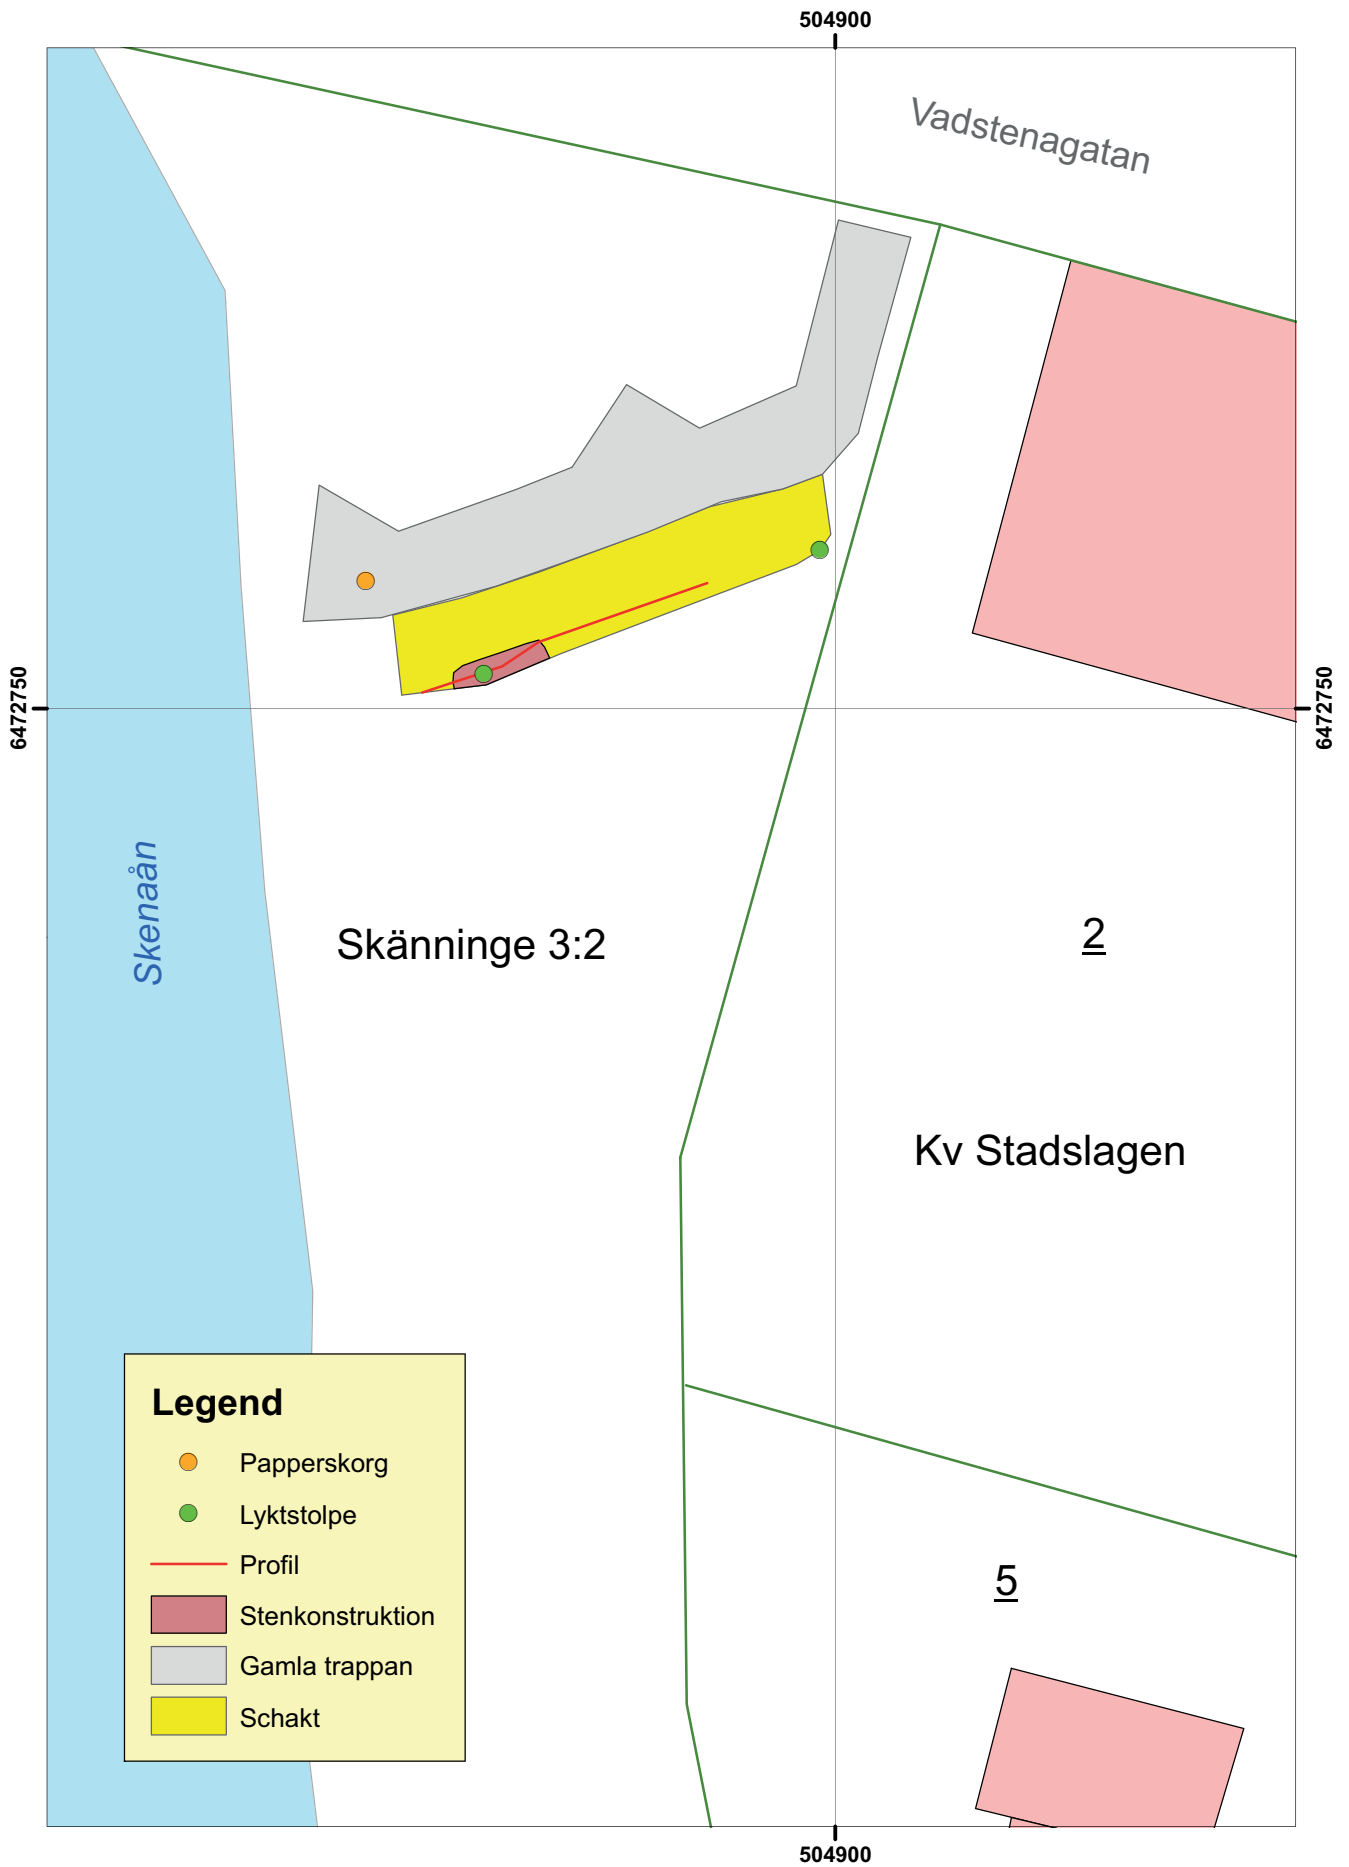 504900
Vadstenagatan
6472750
6472750
Skenaån
Skänninge 3:2
2
Kv Stadslagen
Legend
Papperskorg
Lyktstolpe
Profil
Stenkonstruktion
Gamla trappan
Schakt
5
504900